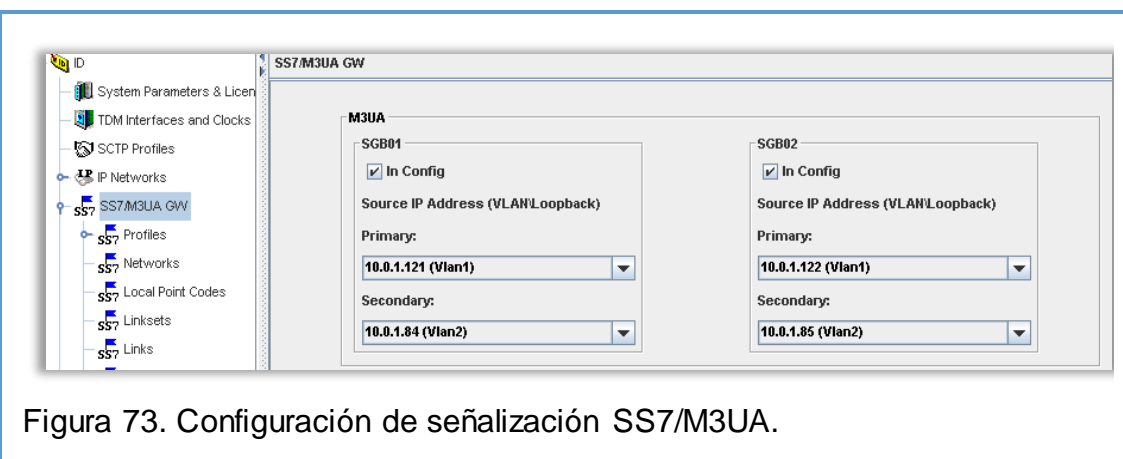 ID
System Parameters & Licen
TDM Interfaces and Clocks
SCTP Profiles
IP Networks
SS7/M3UA GW
Profiles
Networks
Local Point Codes
Linksets
Links
SS7/M3UA GW
M3UA
SGB01
In Config
Source IP Address (VLAN\Loopback)
Primary:
10.0.1.121 (Vlan1)
Secondary:
10.0.1.84 (Vlan2)
SGB02
In Config
Source IP Address (VLAN\Loopback)
Primary:
10.0.1.122 (Vlan1)
Secondary:
10.0.1.85 (Vlan2)
Figura 73. Configuración de señalización SS7/M3UA.